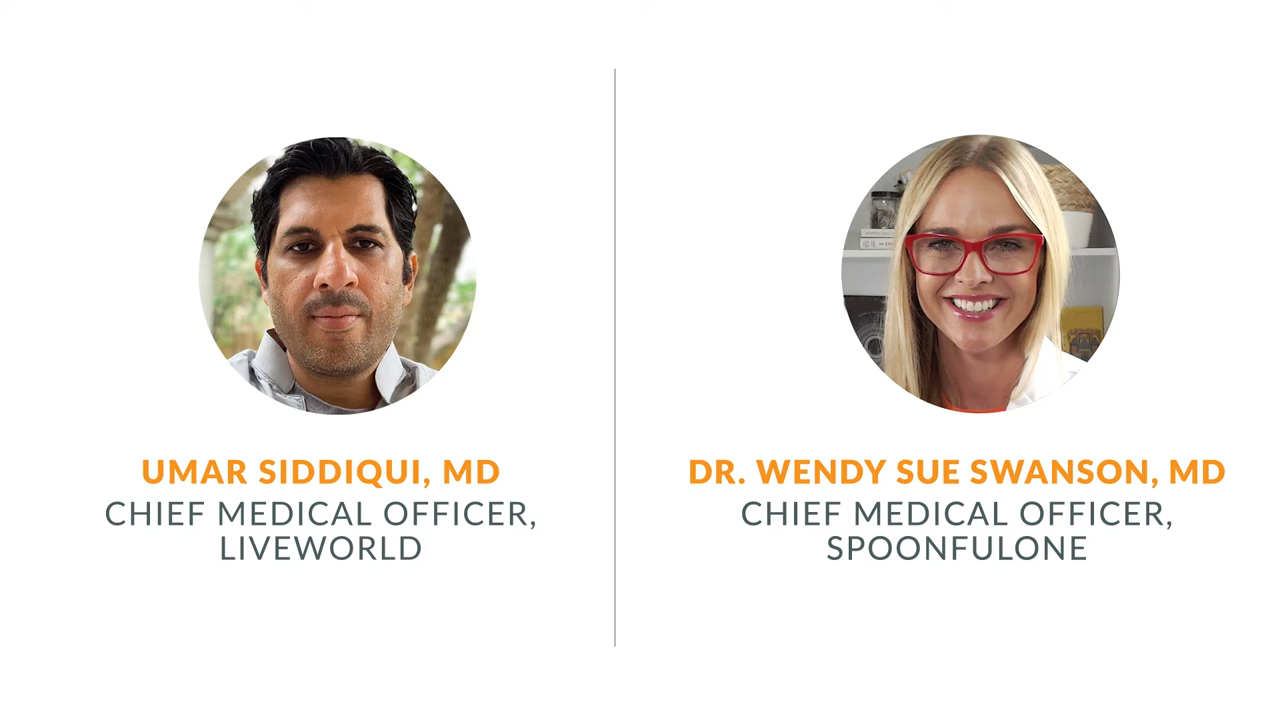 UMAR SIDDIQUI, MD
CHIEF MEDICAL OFFICER,
LIVEWORLD
DR. WENDY SUE SWANSON, MD
CHIEF MEDICAL OFFICER,
SPOONFULONE